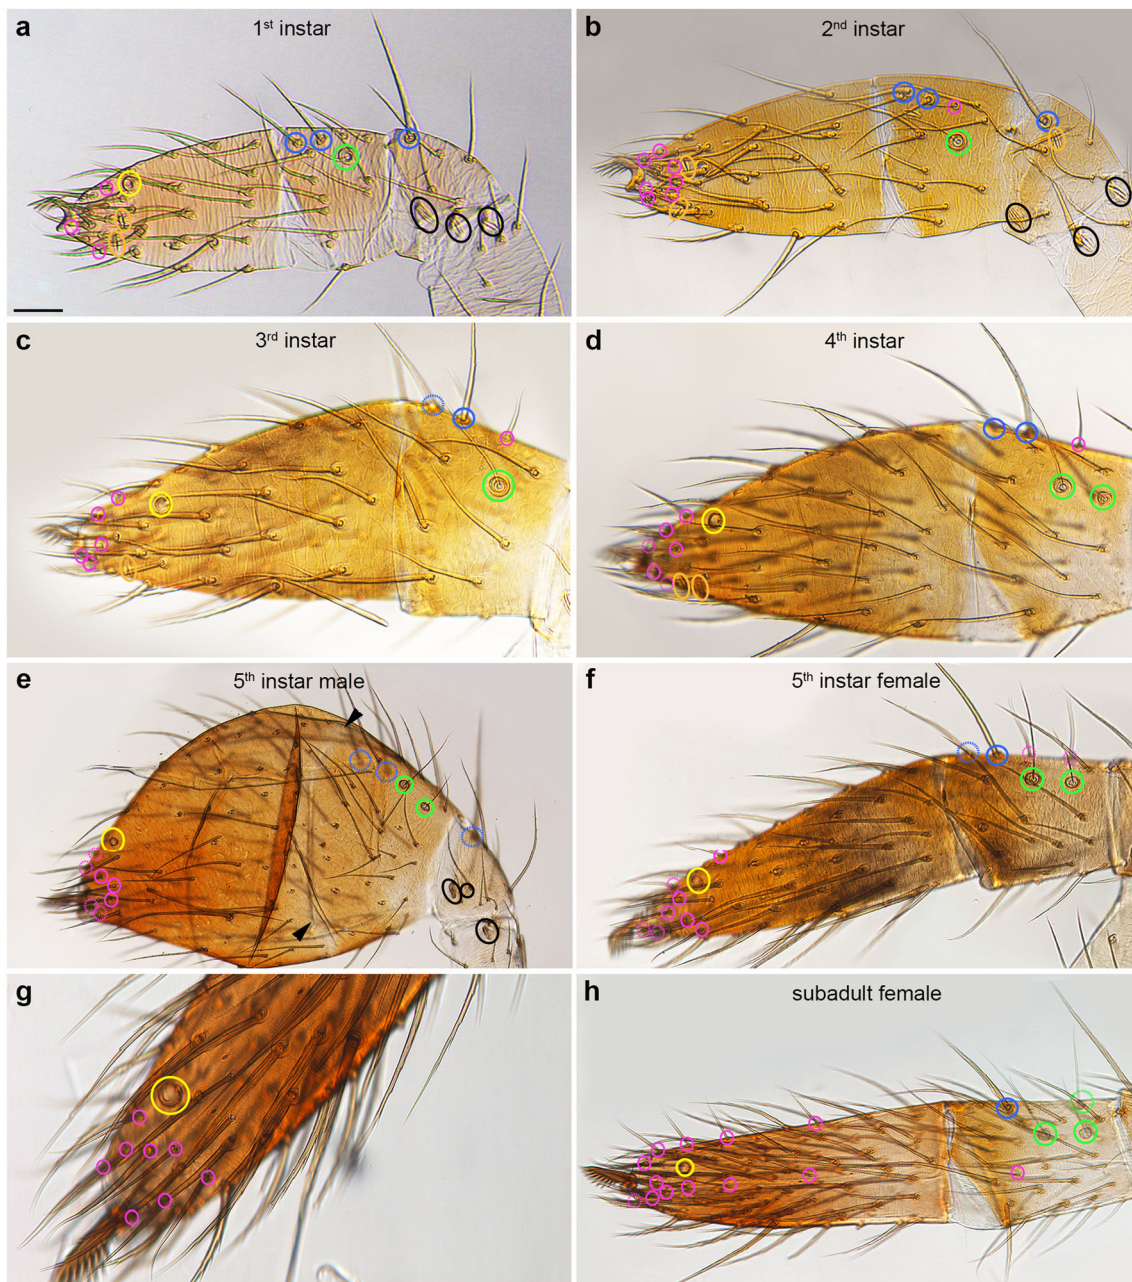 a
1st instar
b
2nd instar
c
3rd instar
d
4th instar
e
5th instar male
f
5th instar female
g
h
subadult female